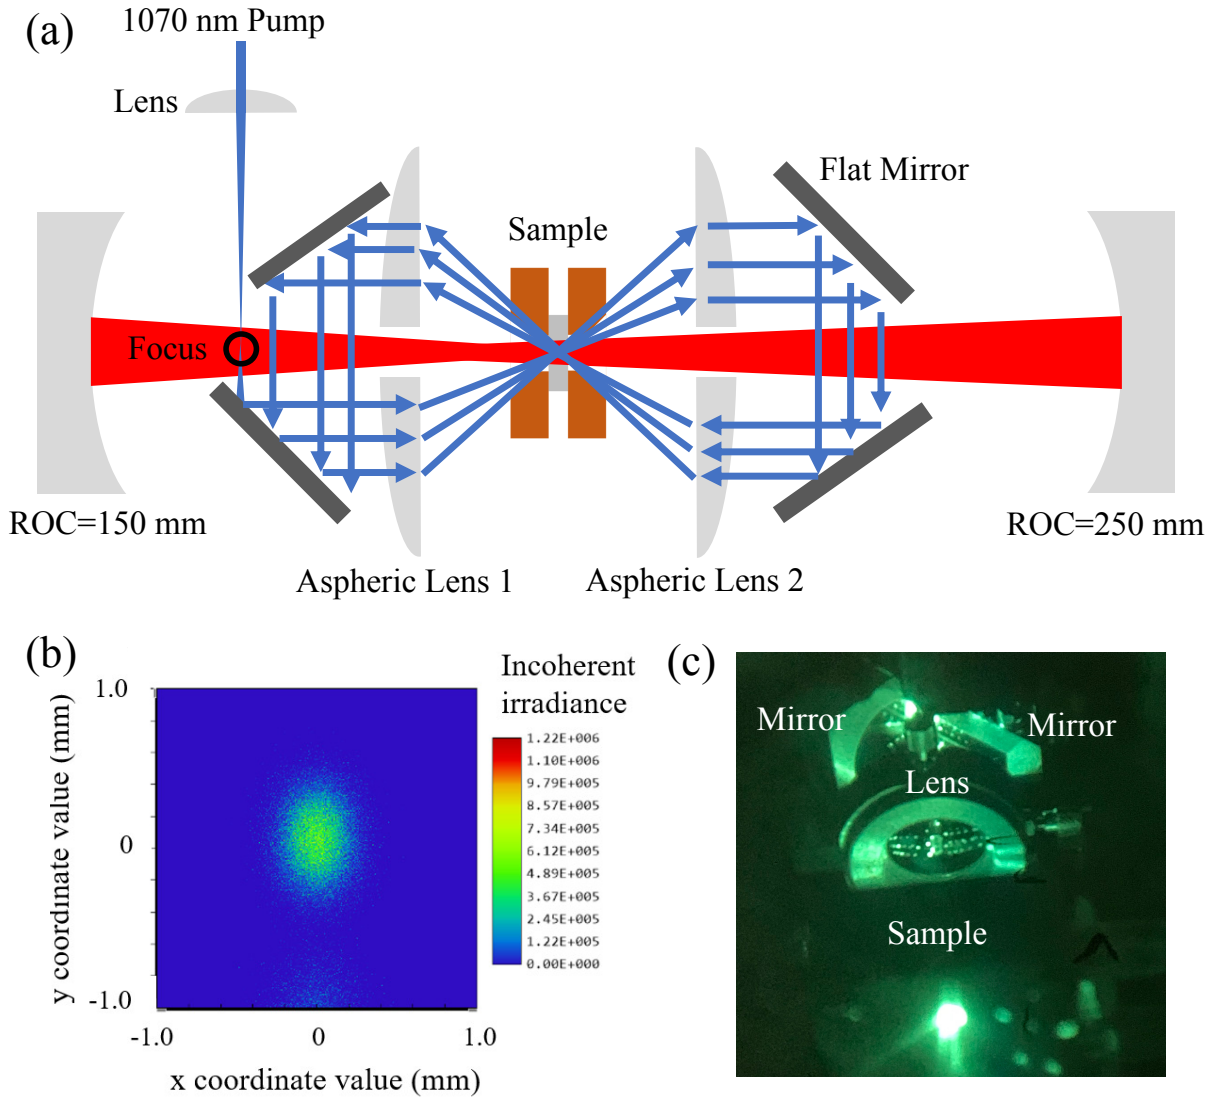 (a)
1070 nm Pump
Lens
Flat Mirror
Sample
Focus
ROC=150 mm
ROC=250 mm
Aspheric Lens 1
Aspheric Lens 2
(b)
Incoherent
irradiance
1.22E+006
1.10E+006
9.79E+005
8.57E+005
7.34E+005
6.12E+005
4.89E+005
3.67E+005
2.45E+005
1.22E+005
0.00E+000
y coordinate value (mm)
1.0
0
-1.0
-1.0
0
1.0
x coordinate value (mm)
(c)
Mirror
Mirror
Lens
Sample